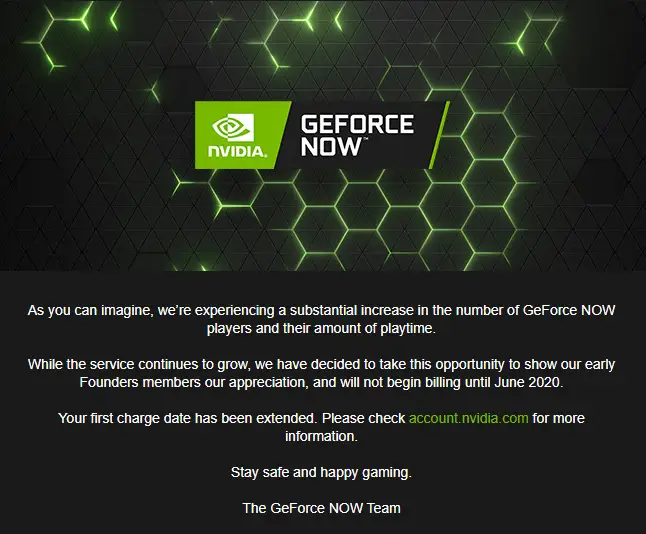 NVIDIA.
GEFORCE
NOW™
As you can imagine, we're experiencing a substantial increase in the number of GeForce NOW
players and their amount of playtime.
While the service continues to grow, we have decided to take this opportunity to show our early
Founders members our appreciation, and will not begin billing until June 2020.
Your first charge date has been extended. Please check account.nvidia.com for more
information.
Stay safe and happy gaming.
The GeForce NOW Team